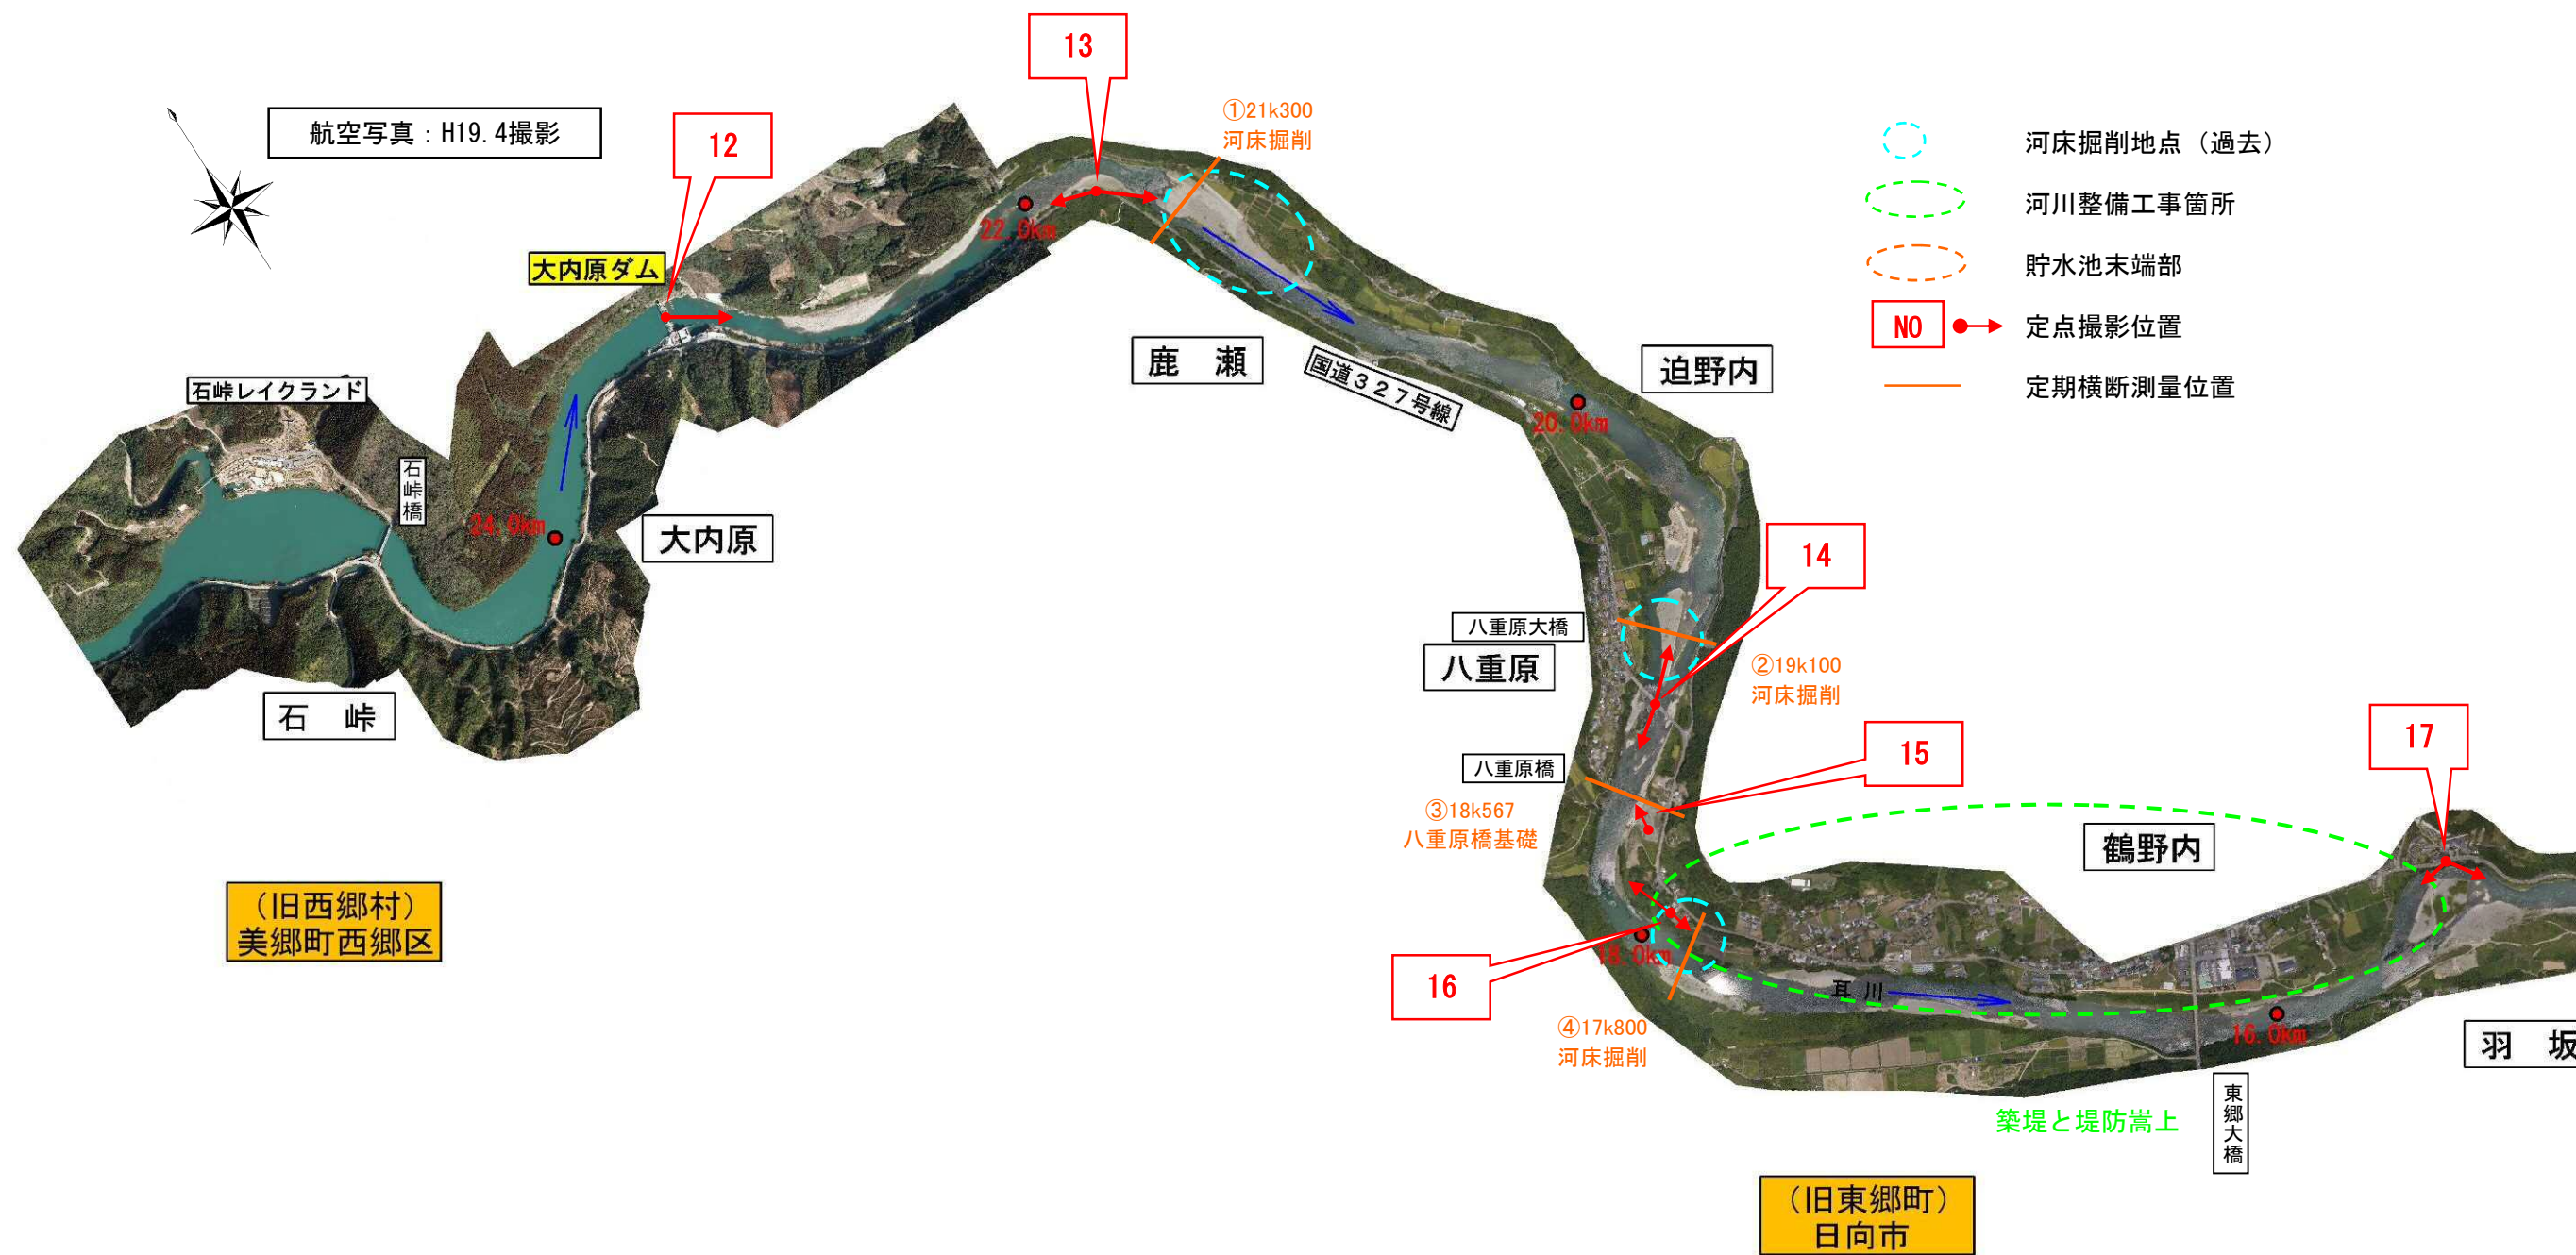 13
①21k300
河床掘削
航空写真：H19.4撮影
12
河床掘削地点（過去）
河川整備工事箇所
貯水池末端部
NO
定点撮影位置
定期横断測量位置
22.0km
大内原ダム
鹿　瀬
国道３２７号線
迫野内
20.0km
石峠レイクランド
石峠橋
24.0km
大内原
14
八重原大橋
八重原
②19k100
河床掘削
石　峠
15
17
八重原橋
③18k567
八重原橋基礎
鶴野内
（旧西郷村）
美郷町西郷区
18.0km
16
耳川
16.0km
④17k800
河床掘削
羽　坂
築堤と堤防嵩上
東郷大橋
（旧東郷町）
日向市